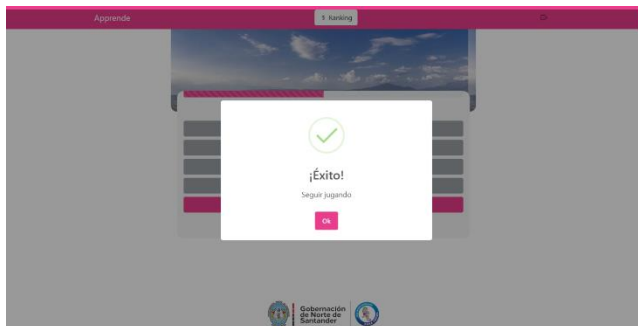 Apprende
Ranking
¡Éxito!
Seguir jugando
Ok
Gobernación
de Norte de
Santander